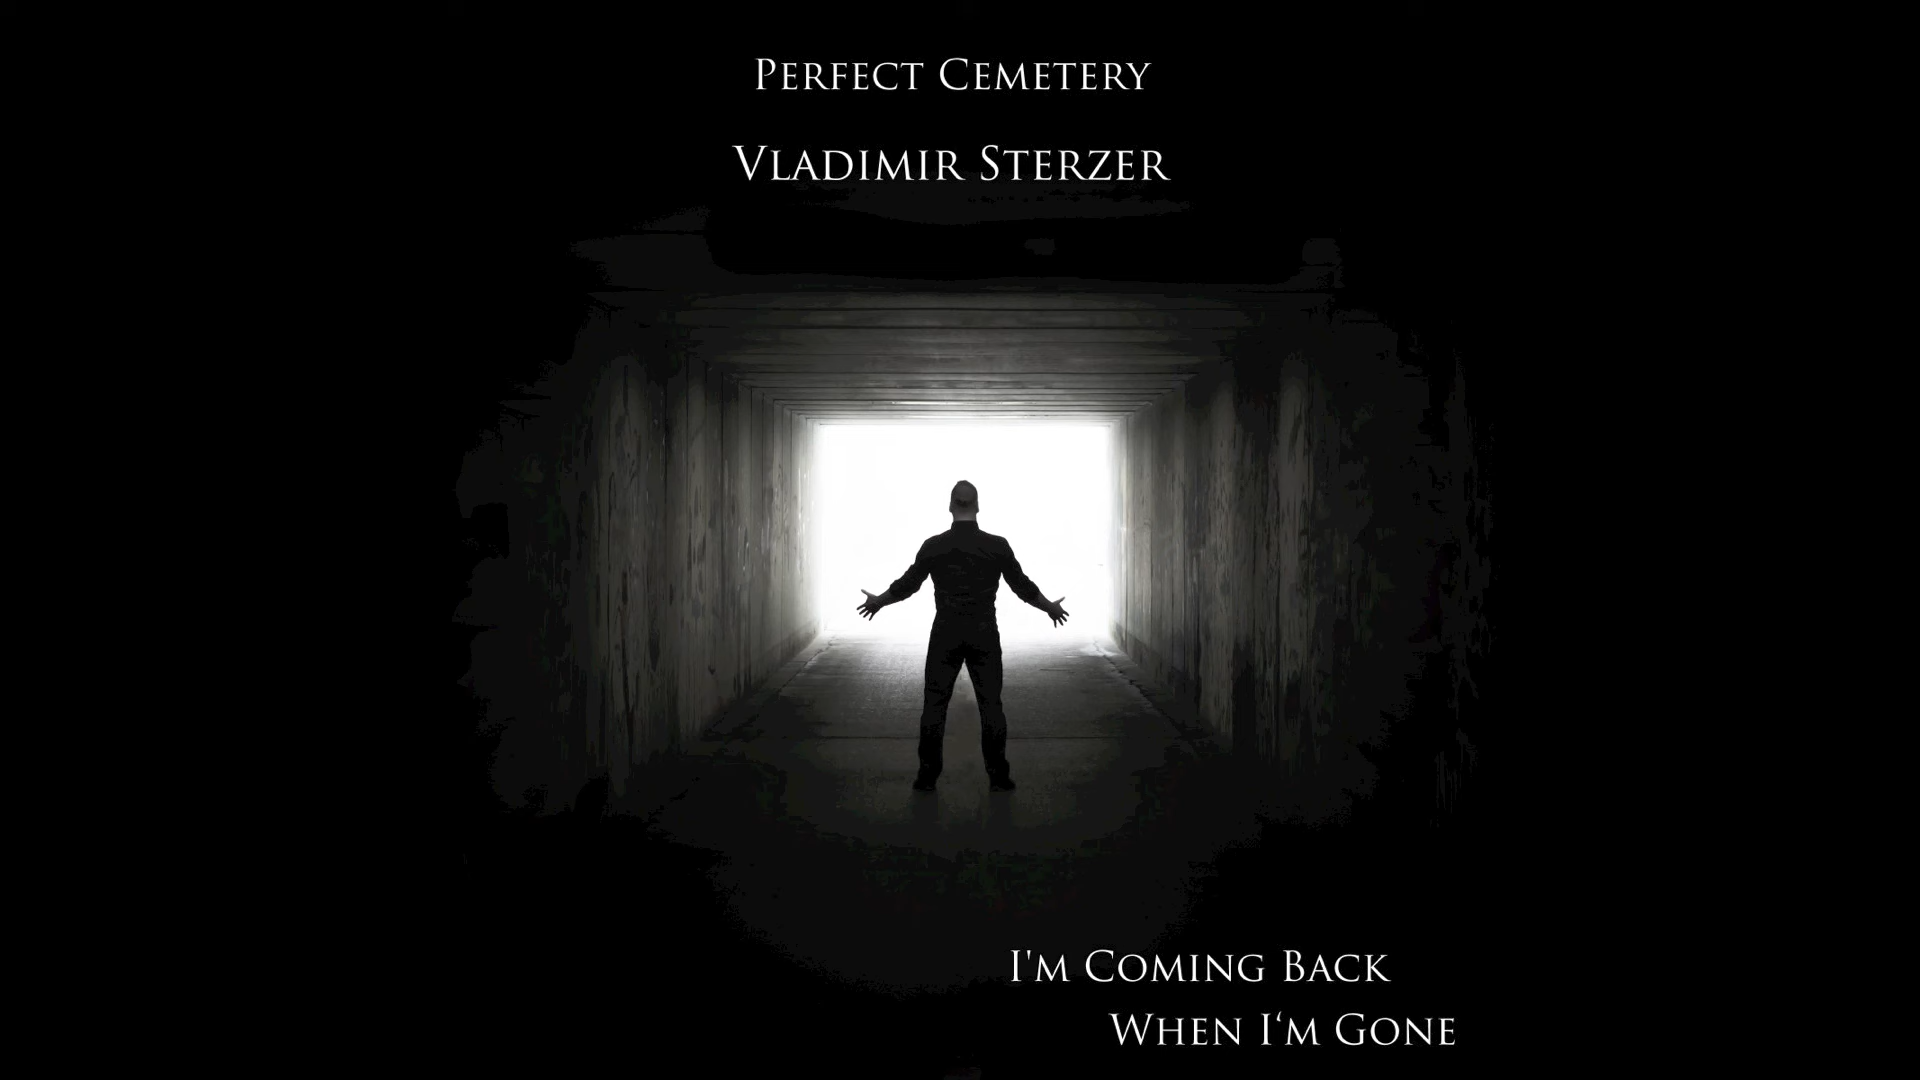 Perfect Cemetery
Vladimir Sterzer
I'm Coming Back
When I‘m Gone